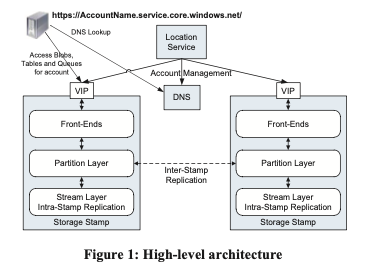 https://AccountName.service.core.windows.net/
DNS Lookup
Access Blobs,
Tables and Queues
for account
Location
Service
Account Management
VIP
DNS
VIP
Front-Ends
Partition Layer
Stream Layer
Intra-Stamp Replication
Storage Stamp
Inter-Stamp
Replication
Front-Ends
Partition Layer
Stream Layer
Intra-Stamp Replication
Storage Stamp
Figure 1: High-level architecture